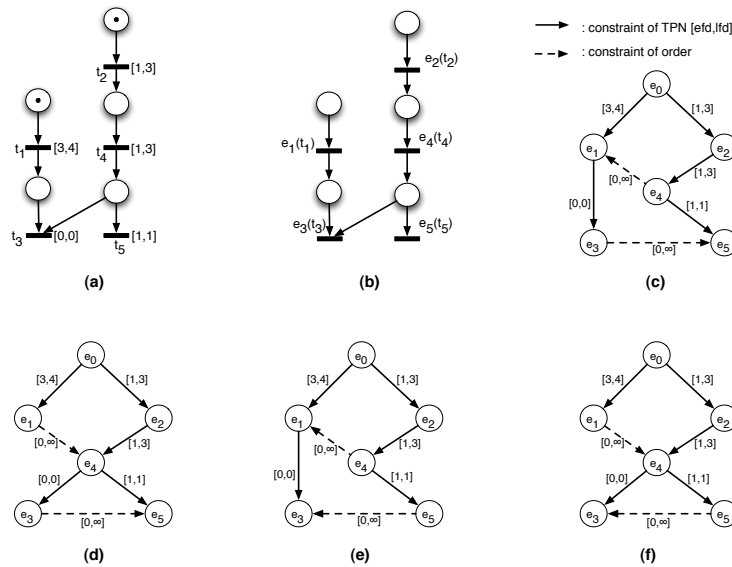 : constraint of TPN [efd,lfd]
: constraint of order
t2 [1,3]
t1 [3,4]
t4 [1,3]
t3 [0,0]
t5 [1,1]
(a)
e2(t2)
e1(t1)
e4(t4)
e3(t3)
e5(t5)
(b)
e0
[3,4]
[1,3]
e1
e2
[0,∞]
[1,3]
e4
[0,0]
[1,1]
e3
[0,∞]
e5
(c)
e0
[3,4]
[1,3]
e1
e2
[0,∞]
[1,3]
e4
[0,0]
[1,1]
e3
[0,∞]
e5
(d)
e0
[3,4]
[1,3]
e1
e2
[0,∞]
[1,3]
e4
[0,0]
[1,1]
e3
[0,∞]
e5
(e)
e0
[3,4]
[1,3]
e1
e2
[0,∞]
[1,3]
e4
[0,0]
[1,1]
e3
[0,∞]
e5
(f)